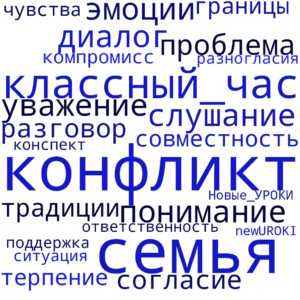 чувства эмоции границы
диалог проблема
компромисс разногласия
классный_час
уважение слушание
разговор совместность
конспект
конфликт
Новые_УРОКИ
традиции понимание
ответственность newUROKI
поддержка семья
ситуация
терпение согласие